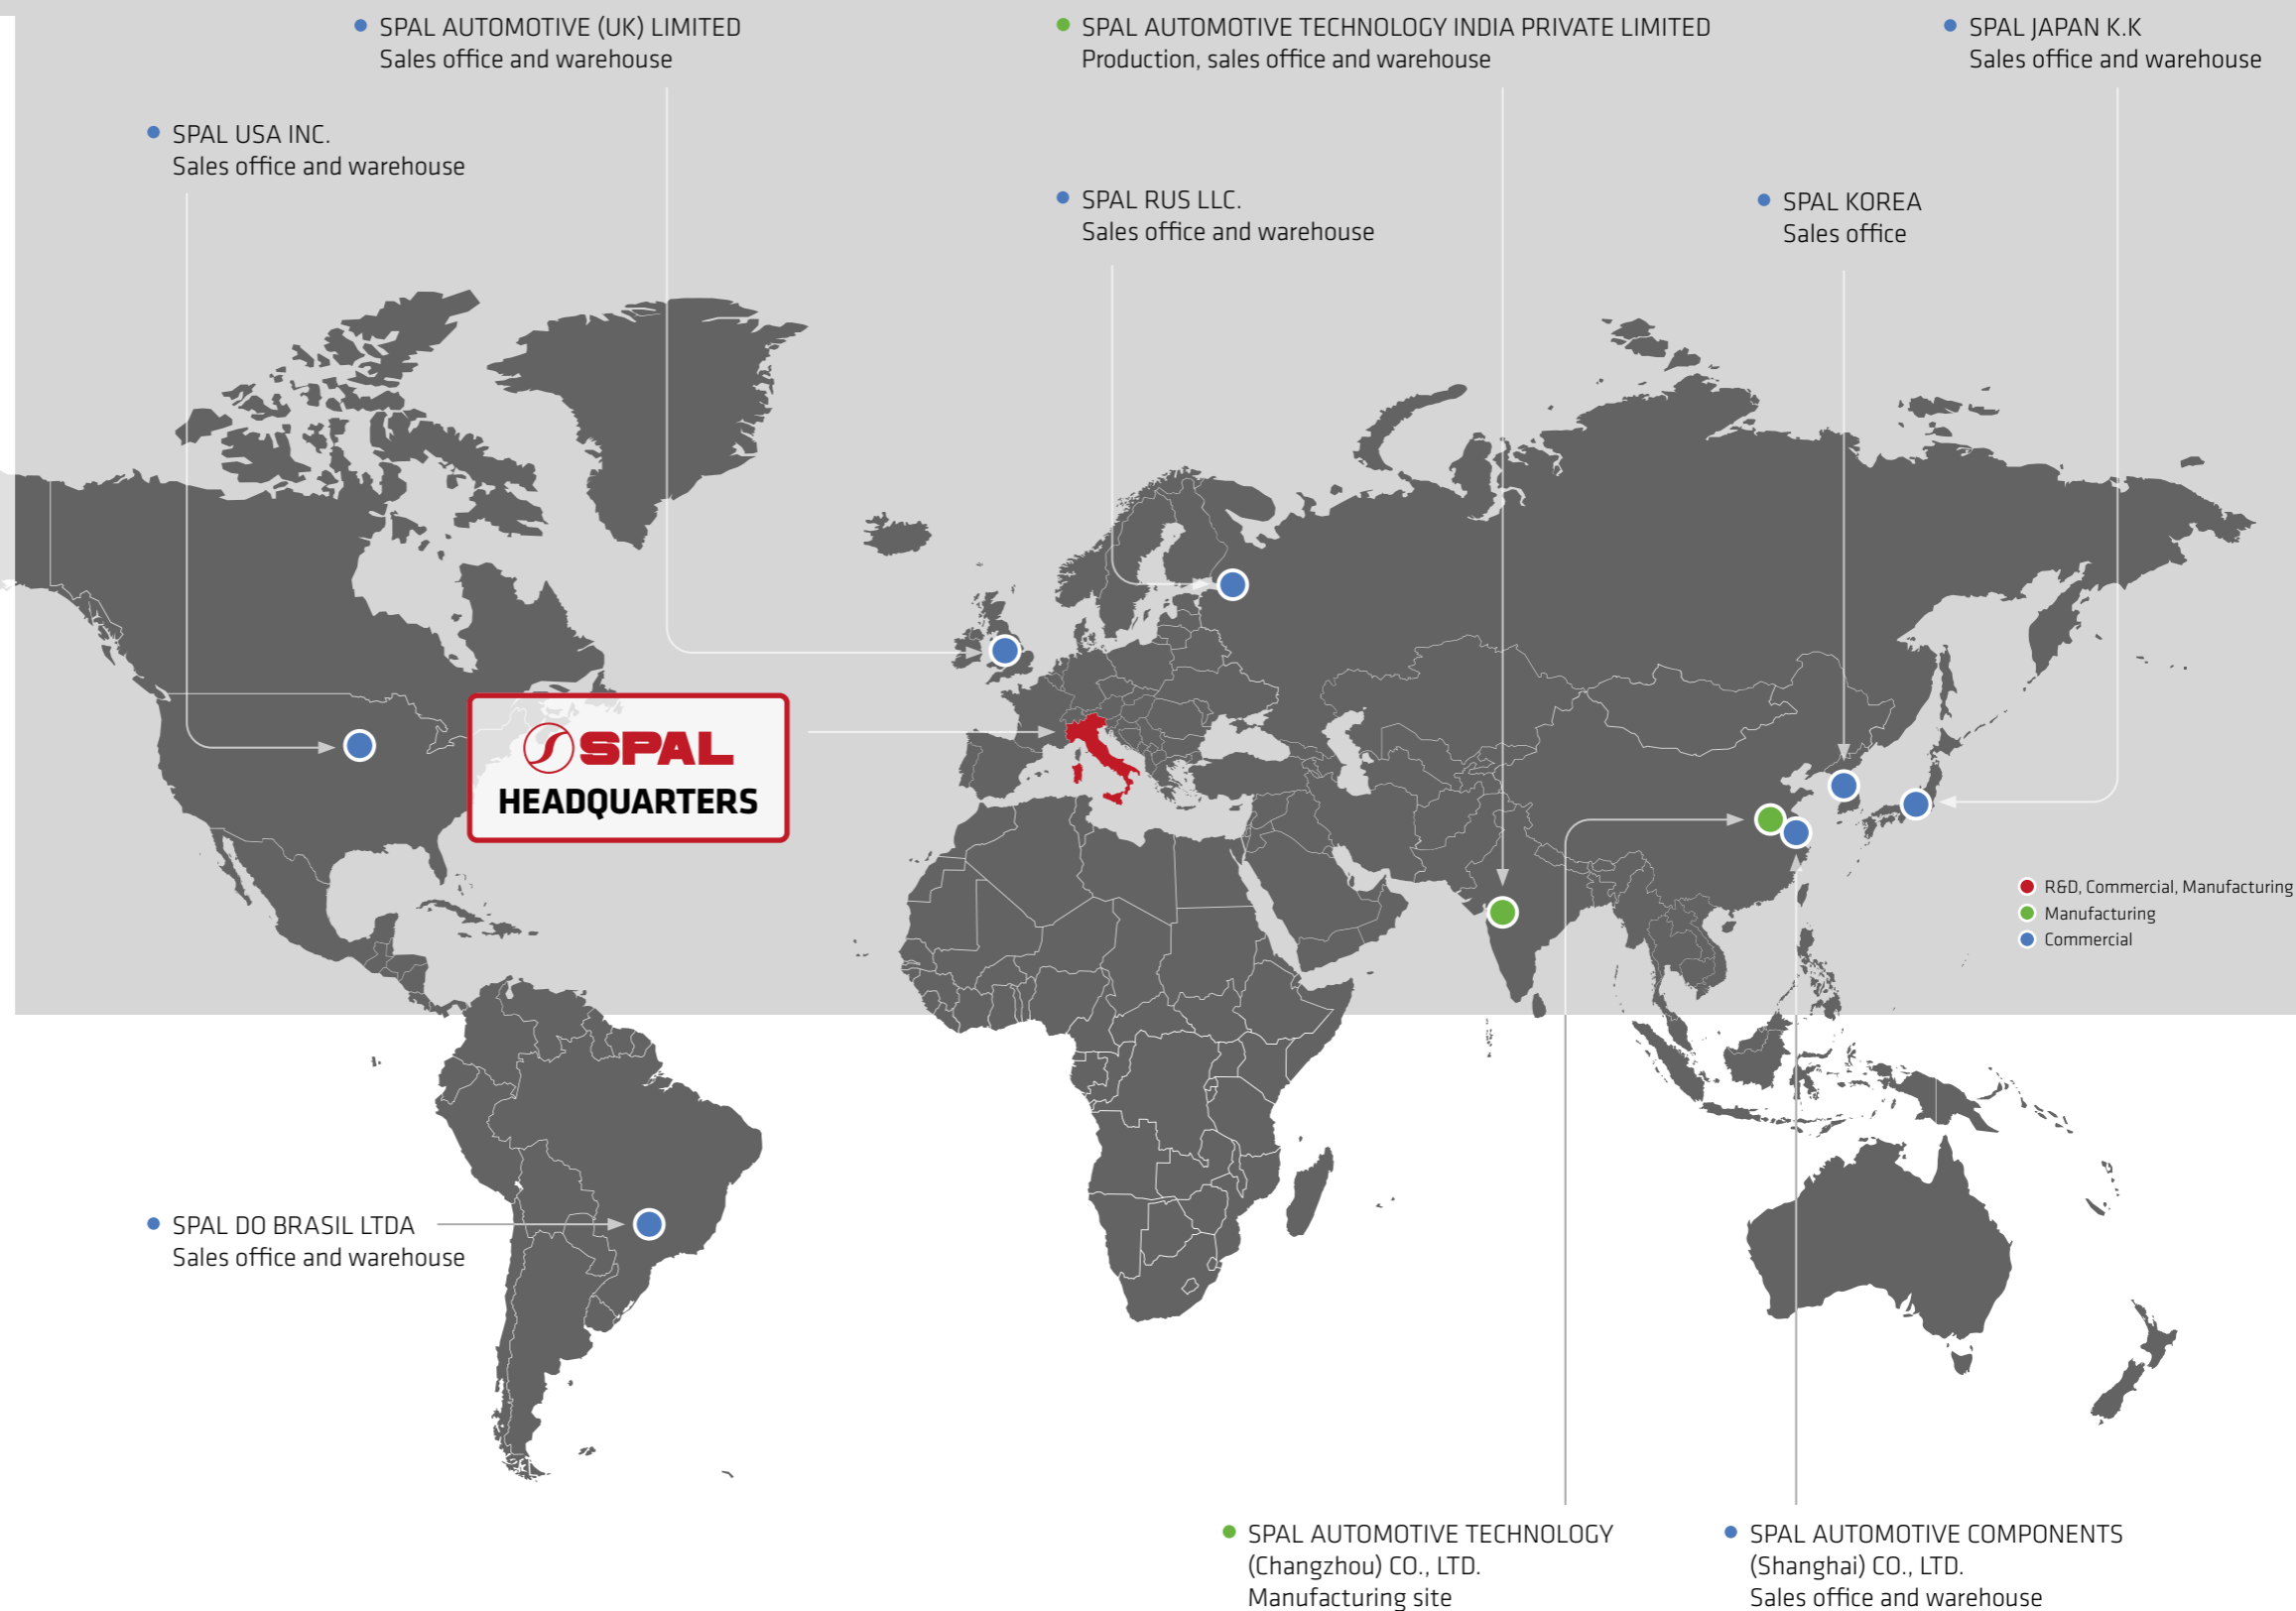 SPAL AUTOMOTIVE (UK) LIMITED
Sales office and warehouse
SPAL AUTOMOTIVE TECHNOLOGY INDIA PRIVATE LIMITED
Production, sales office and warehouse
SPAL JAPAN K.K
Sales office and warehouse
SPAL USA INC.
Sales office and warehouse
SPAL RUS LLC.
Sales office and warehouse
SPAL KOREA
Sales office
SPAL
HEADQUARTERS
R&D, Commercial, Manufacturing
Manufacturing
Commercial
SPAL DO BRASIL LTDA
Sales office and warehouse
SPAL AUTOMOTIVE TECHNOLOGY
(Changzhou) CO., LTD.
Manufacturing site
SPAL AUTOMOTIVE COMPONENTS
(Shanghai) CO., LTD.
Sales office and warehouse